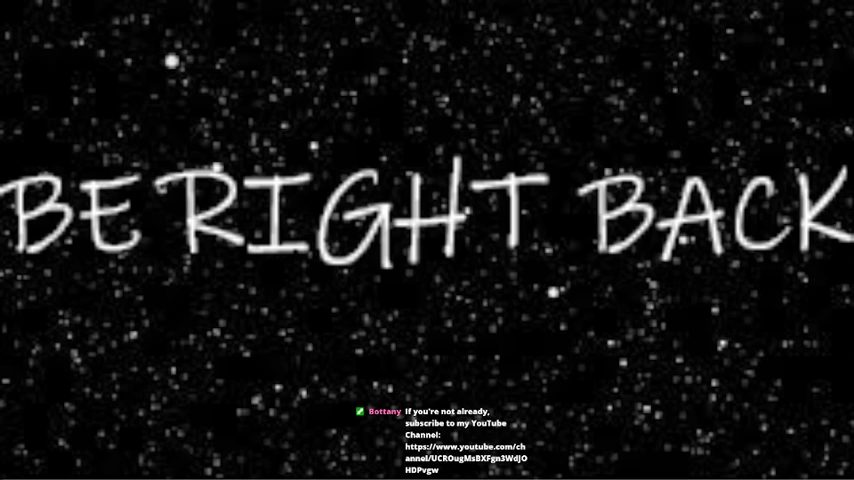 BE RIGHT BACK
Bottany If you're not already,
subscribe to my YouTube
Channel:
https://www.youtube.com/ch
annel/UCROugMsBXFgn3WdJO
HDPvgw